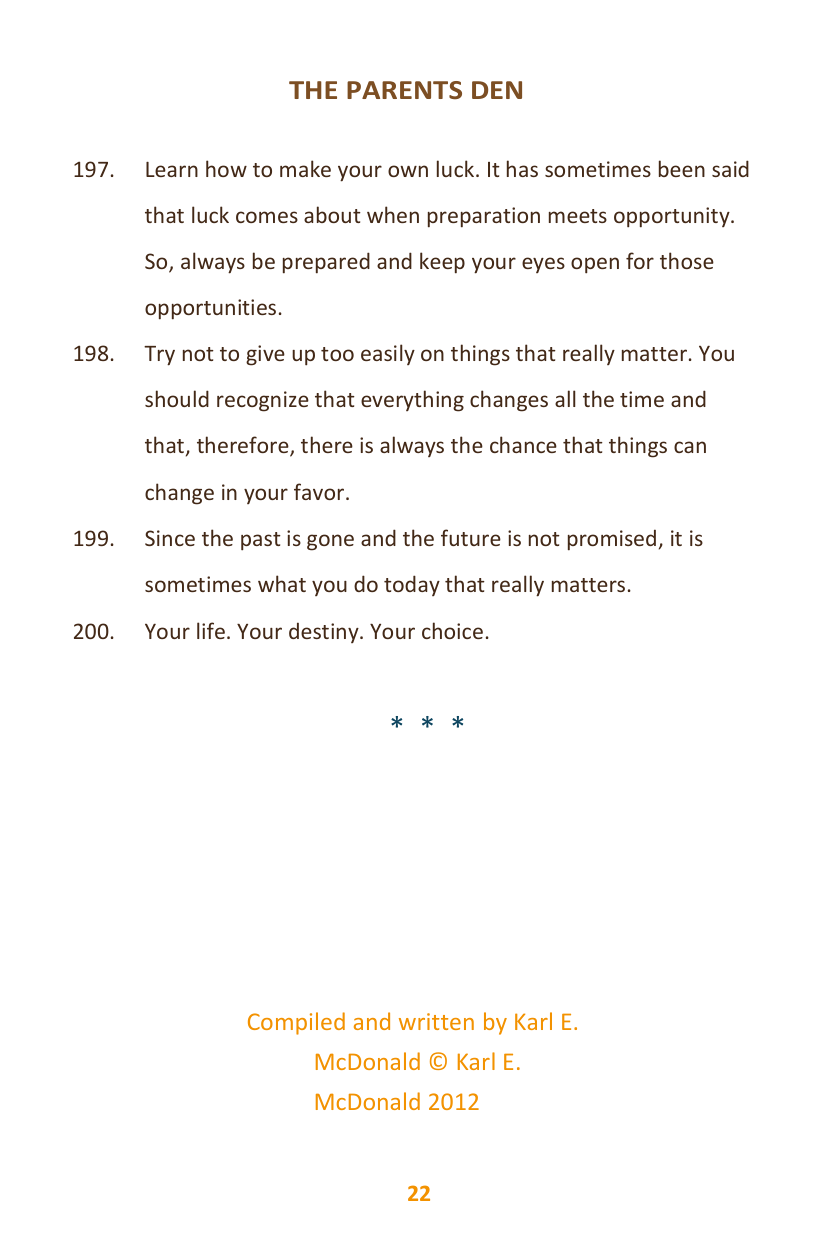 THE PARENTS DEN
197. Learn how to make your own luck. It has sometimes been said
that luck comes about when preparation meets opportunity.
So, always be prepared and keep your eyes open for those
opportunities.
198. Try not to give up too easily on things that really matter. You
should recognize that everything changes all the time and
that, therefore, there is always the chance that things can
change in your favor.
199. Since the past is gone and the future is not promised, it is
sometimes what you do today that really matters.
200. Your life. Your destiny. Your choice.
* * *
Compiled and written by Karl E.
McDonald © Karl E.
McDonald 2012
22